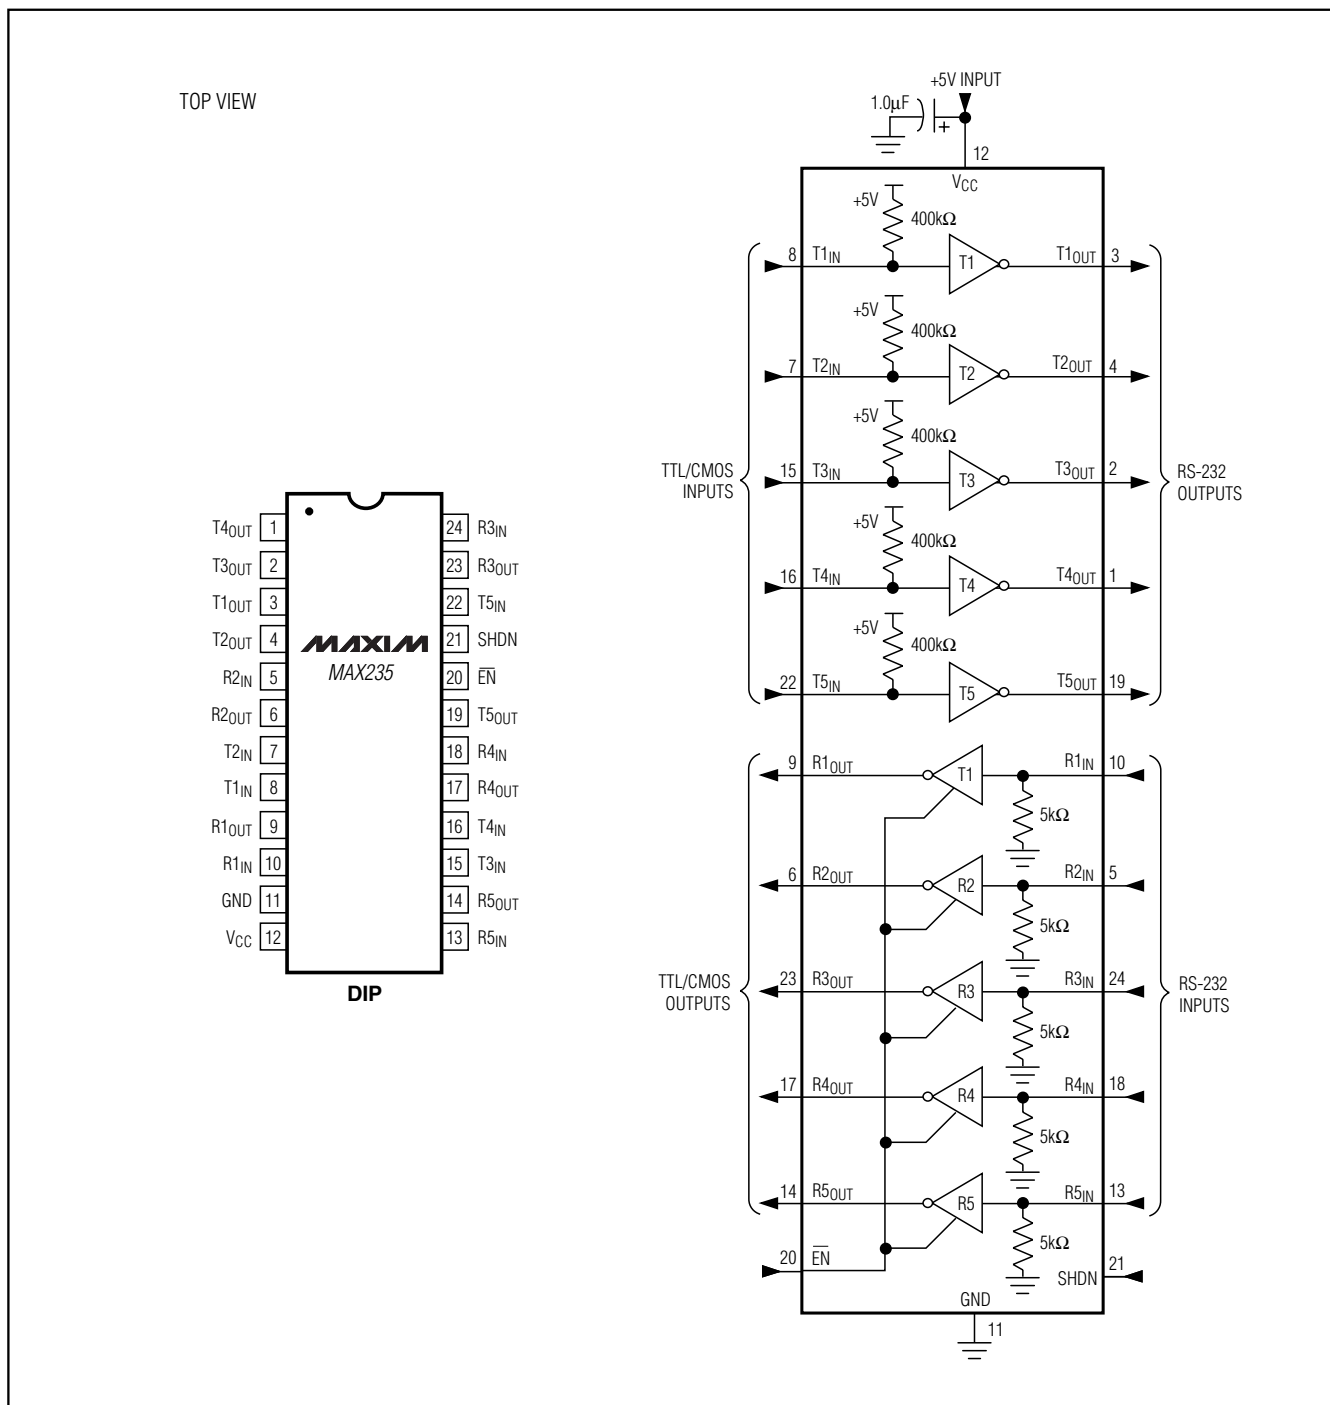 TOP VIEW
+5V INPUT
1.0µF
+
12
VCC
+5V
400kΩ
8 T1IN T1 T1OUT 3
+5V
400kΩ
7 T2IN T2 T2OUT 4
+5V
400kΩ
TTL/CMOS
INPUTS
15 T3IN T3 T3OUT 2
RS-232
OUTPUTS
+5V
400kΩ
16 T4IN T4 T4OUT 1
+5V
400kΩ
22 T5IN T5 T5OUT 19
9 R1OUT T1 R1IN 10
5kΩ
6 R2OUT R2 R2IN 5
5kΩ
TTL/CMOS
OUTPUTS
23 R3OUT R3 R3IN 24
RS-232
INPUTS
5kΩ
17 R4OUT R4 R4IN 18
5kΩ
14 R5OUT R5 R5IN 13
5kΩ
20 E̅N̅
SHDN 21
GND
11
T4OUT 1 24 R3IN
T3OUT 2 23 R3OUT
T1OUT 3 22 T5IN
T2OUT 4 MAXIM 21 SHDN
R2IN 5 MAX235 20 E̅N̅
R2OUT 6 19 T5OUT
T2IN 7 18 R4IN
T1IN 8 17 R4OUT
R1OUT 9 16 T4IN
R1IN 10 15 T3IN
GND 11 14 R5OUT
VCC 12 13 R5IN
DIP